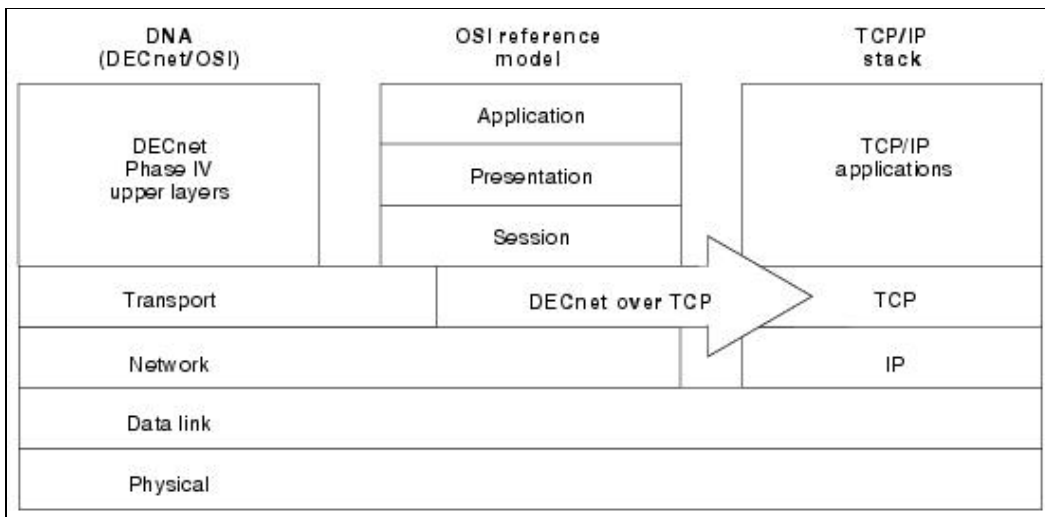 DNA
(DECnet/OSI)
OSI reference
model
TCP/IP
stack
DECnet
Phase IV
upper layers
Application
Presentation
Session
TCP/IP
applications
Transport
DECnet over TCP
TCP
Network
IP
Data link
Physical